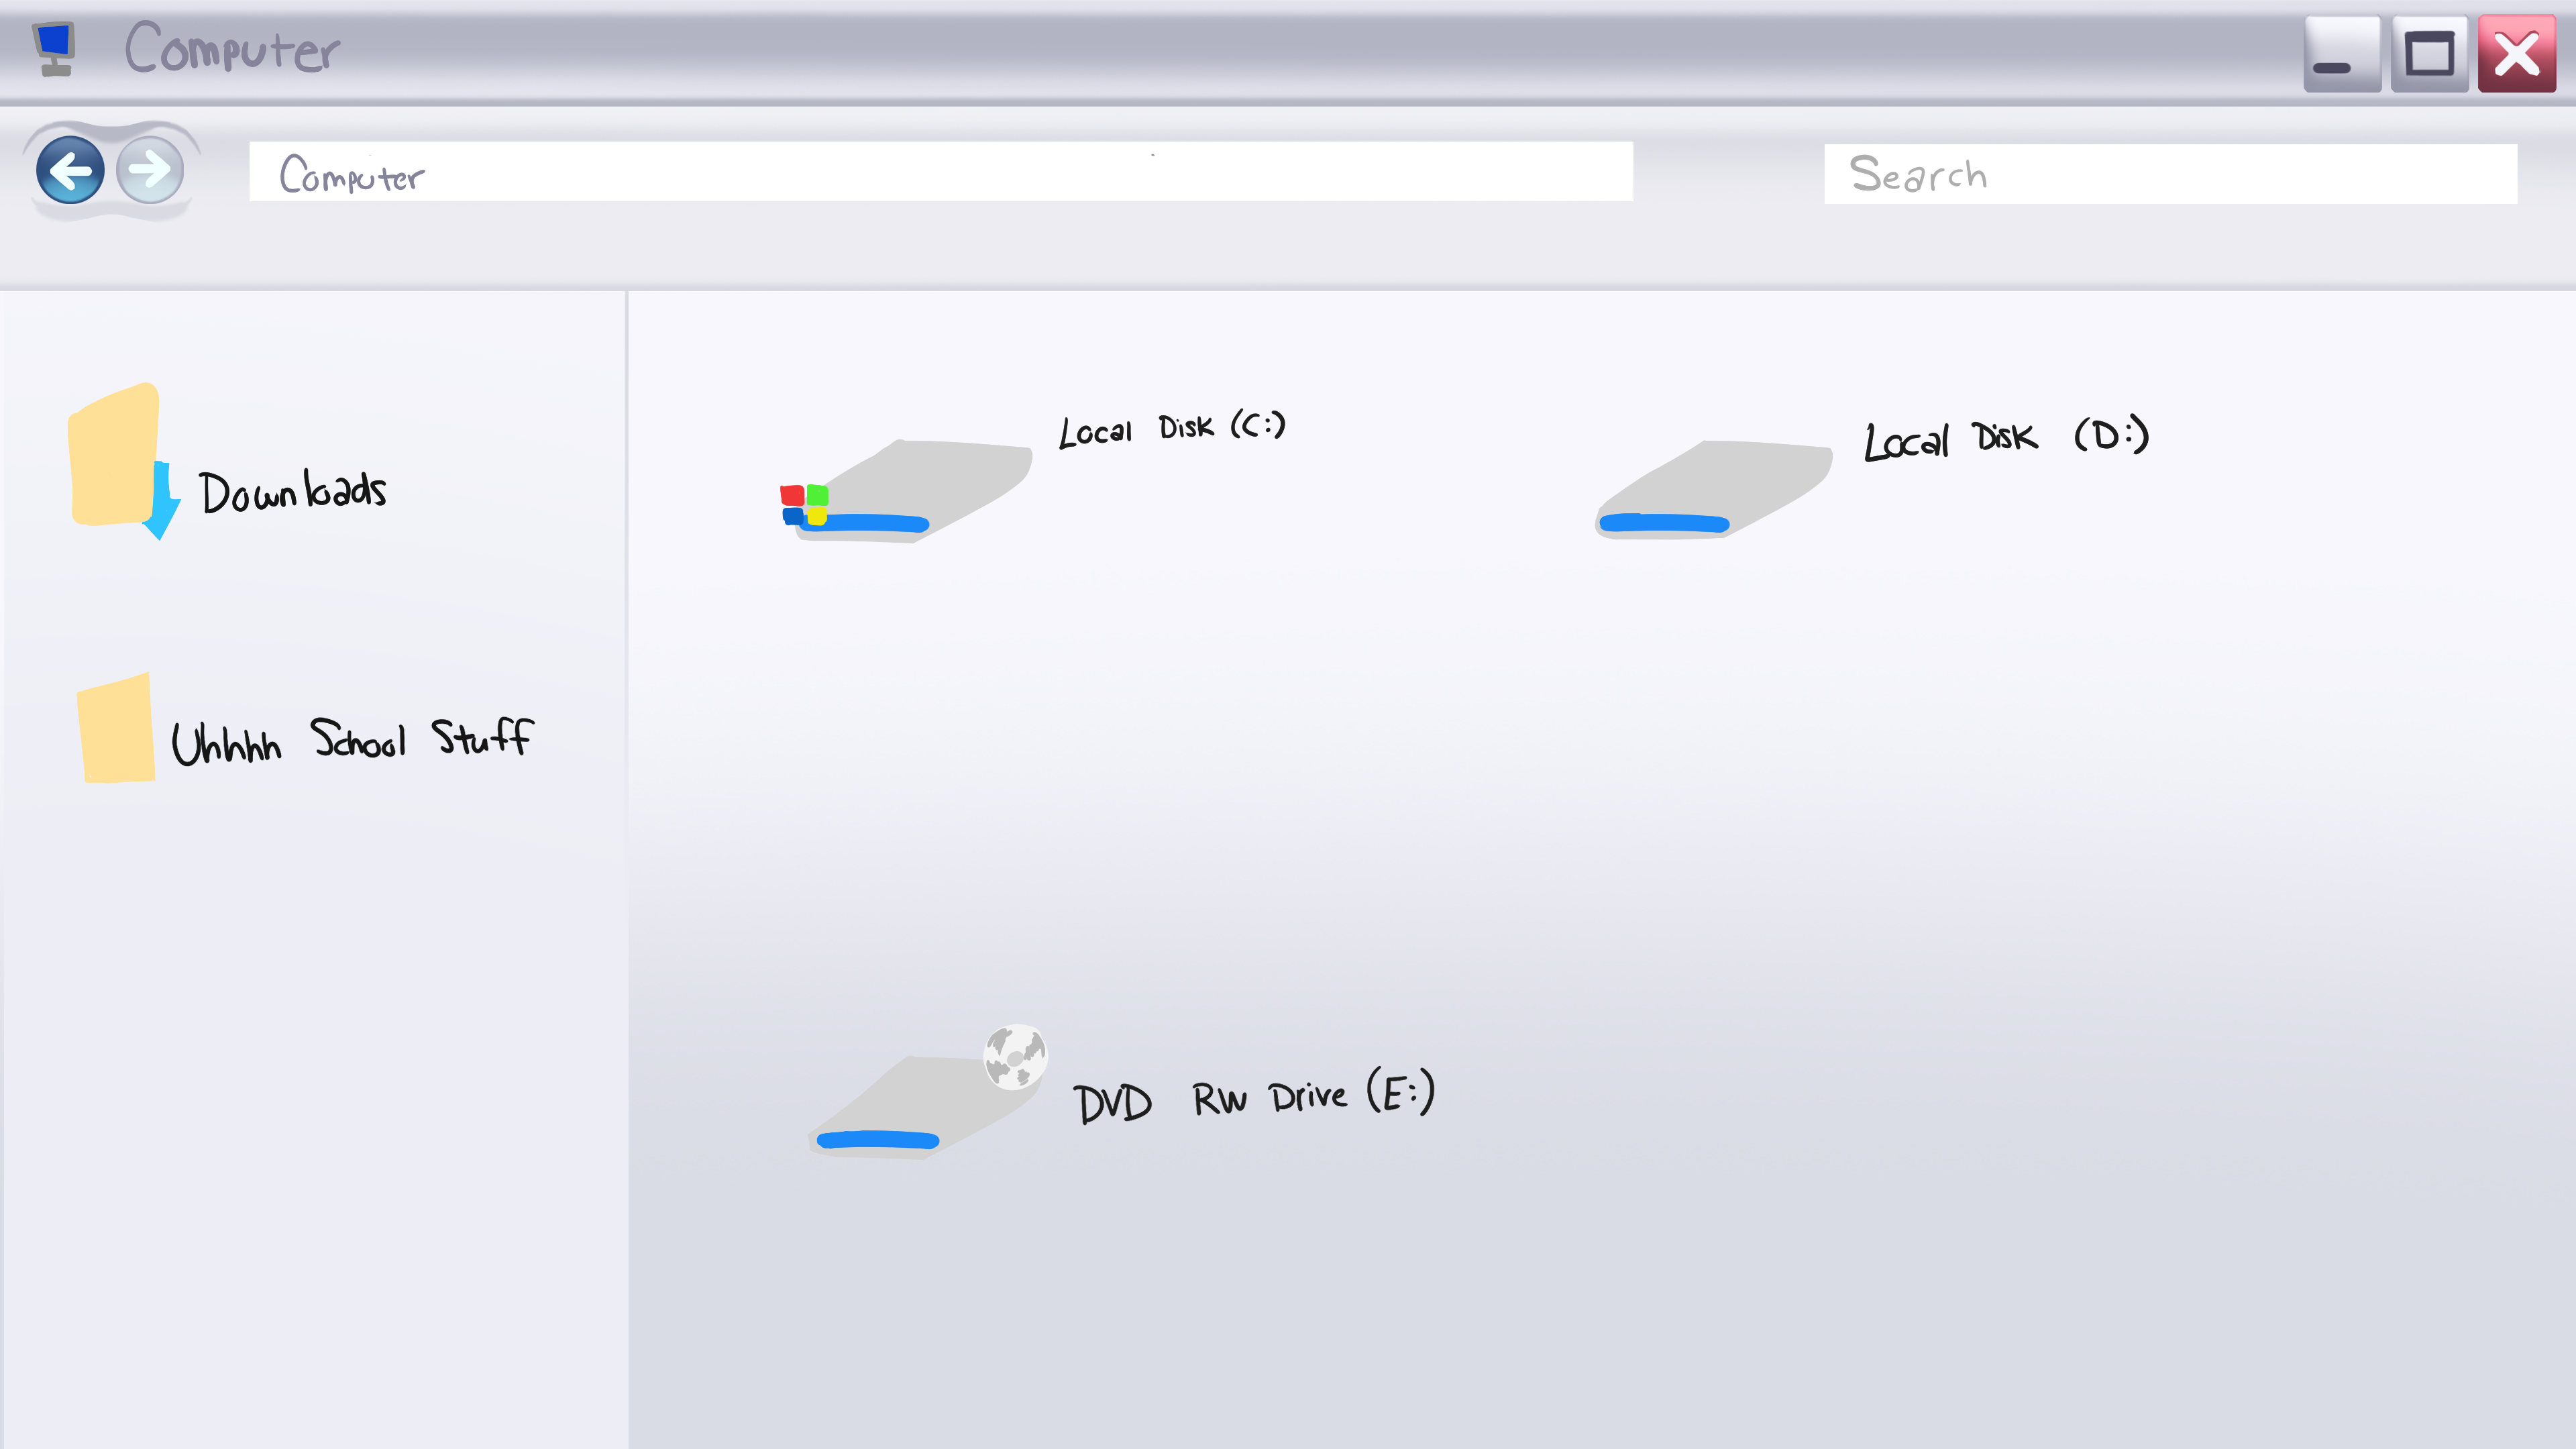 Computer
Computer
Search
Downloads
Uhhhh School Stuff
Local Disk (C:)
Local Disk (D:)
DVD RW Drive (E:)